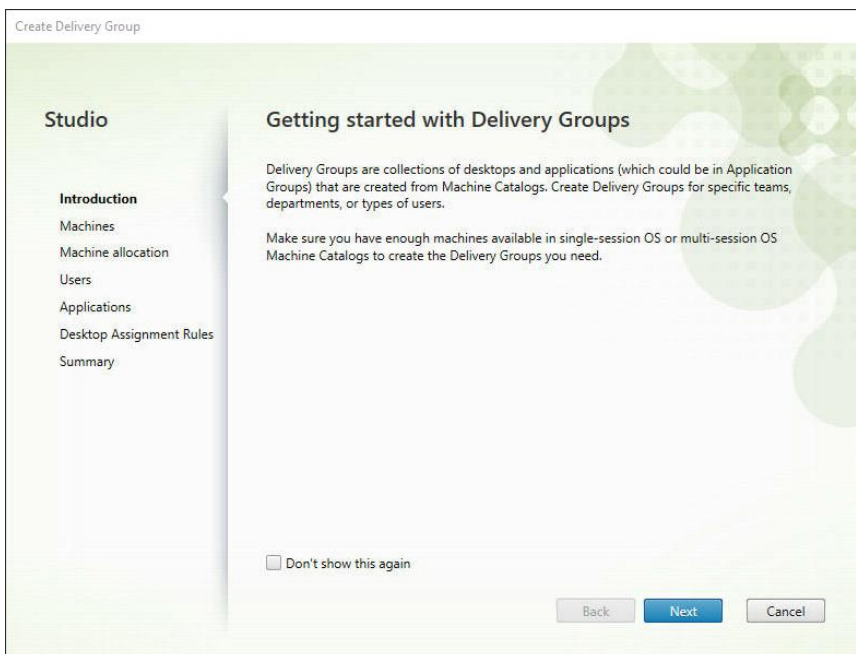 Create Delivery Group
Studio
Introduction
Machines
Machine allocation
Users
Applications
Desktop Assignment Rules
Summary
Getting started with Delivery Groups
Delivery Groups are collections of desktops and applications (which could be in Application
Groups) that are created from Machine Catalogs. Create Delivery Groups for specific teams,
departments, or types of users.
Make sure you have enough machines available in single-session OS or multi-session OS
Machine Catalogs to create the Delivery Groups you need.
Don't show this again
Back Next Cancel